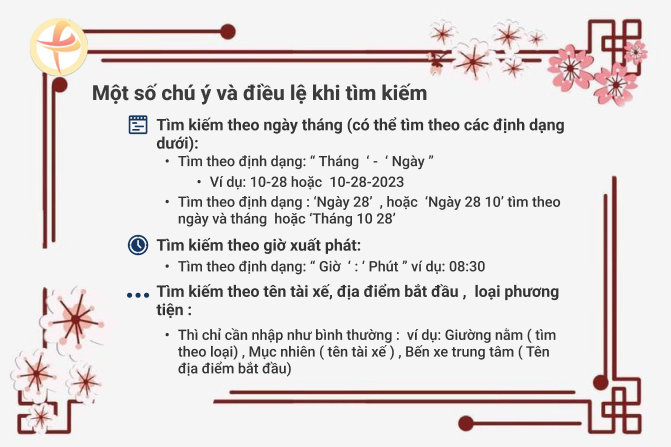 Một số chú ý và điều lệ khi tìm kiếm
Tìm kiếm theo ngày tháng (có thể tìm theo các định dạng
dưới):
• Tìm theo định dạng: “ Tháng ‘ - ‘ Ngày ”
• Ví dụ: 10-28 hoặc 10-28-2023
• Tìm theo định dạng : ‘Ngày 28’ , hoặc ‘Ngày 28 10’ tìm theo
ngày và tháng hoặc ‘Tháng 10 28’
Tìm kiếm theo giờ xuất phát:
• Tìm theo định dạng: “ Giờ ‘ : ‘ Phút ” ví dụ: 08:30
Tìm kiếm theo tên tài xế, địa điểm bắt đầu , loại phương
tiện :
• Thì chỉ cần nhập như bình thường : ví dụ: Giường nằm ( tìm
theo loại) , Mục nhiên ( tên tài xế ) , Bến xe trung tâm ( Tên
địa điểm bắt đầu)